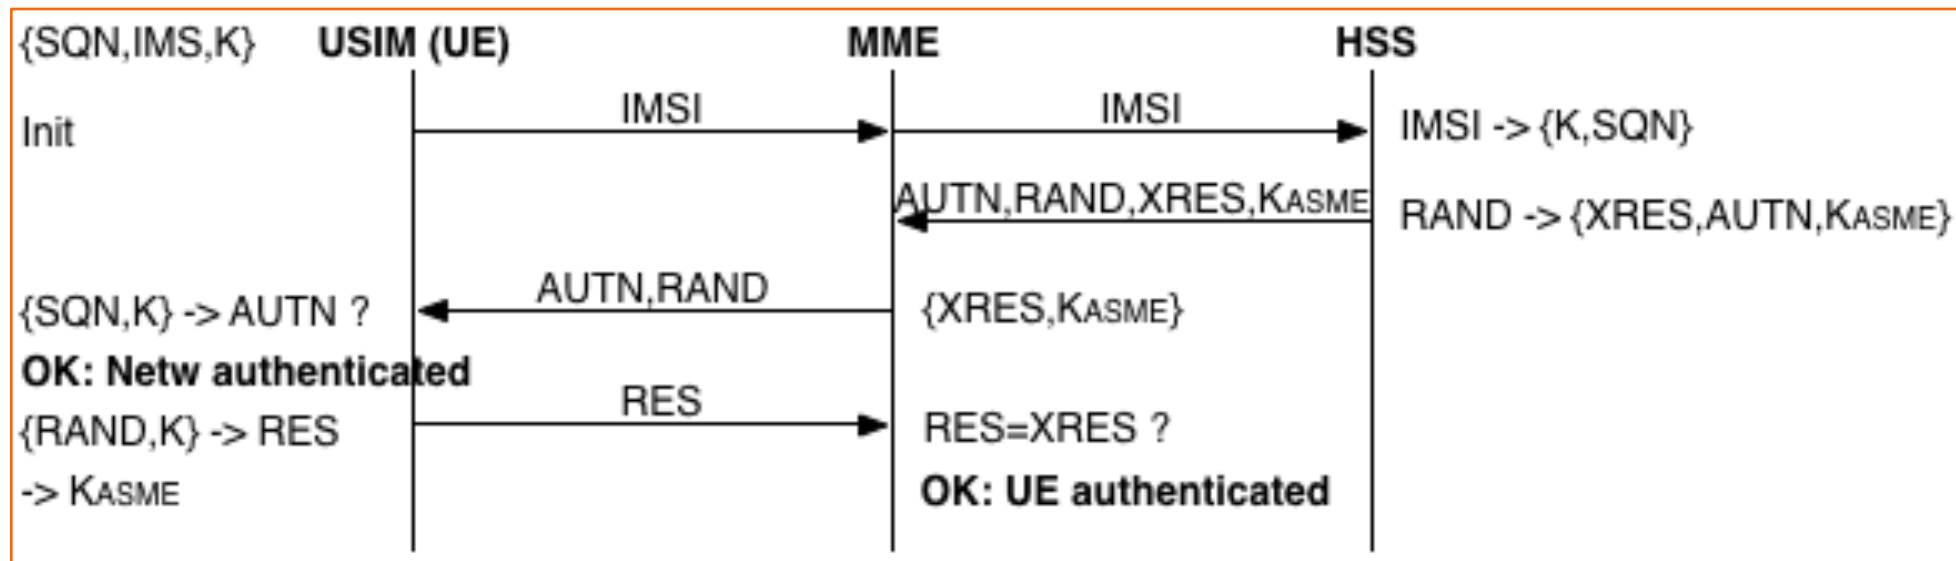 {SQN,IMS,K} USIM (UE) MME HSS
Init IMSI IMSI IMSI -> {K,SQN}
AUTN,RAND,XRES,KASME RAND -> {XRES,AUTN,KASME}
{SQN,K} -> AUTN ? AUTN,RAND {XRES,KASME}
OK: Netw authenticated
{RAND,K} -> RES RES RES=XRES ?
-> KASME OK: UE authenticated